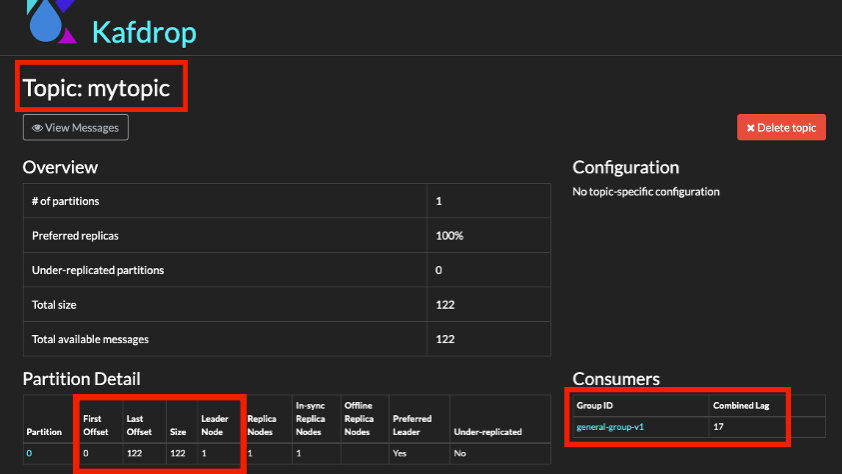 Kafdrop
Topic: mytopic
View Messages
Delete topic
Overview
# of partitions 1
Preferred replicas 100%
Under-replicated partitions 0
Total size 122
Total available messages 122
Configuration
No topic-specific configuration
Partition Detail
Partition First Offset Last Offset Size Leader Node Replica Nodes In-sync Replica Nodes Offline Replica Nodes Preferred Leader Under-replicated
0 0 122 122 1 1 1 Yes No
Consumers
Group ID Combined Lag
general-group-v1 17